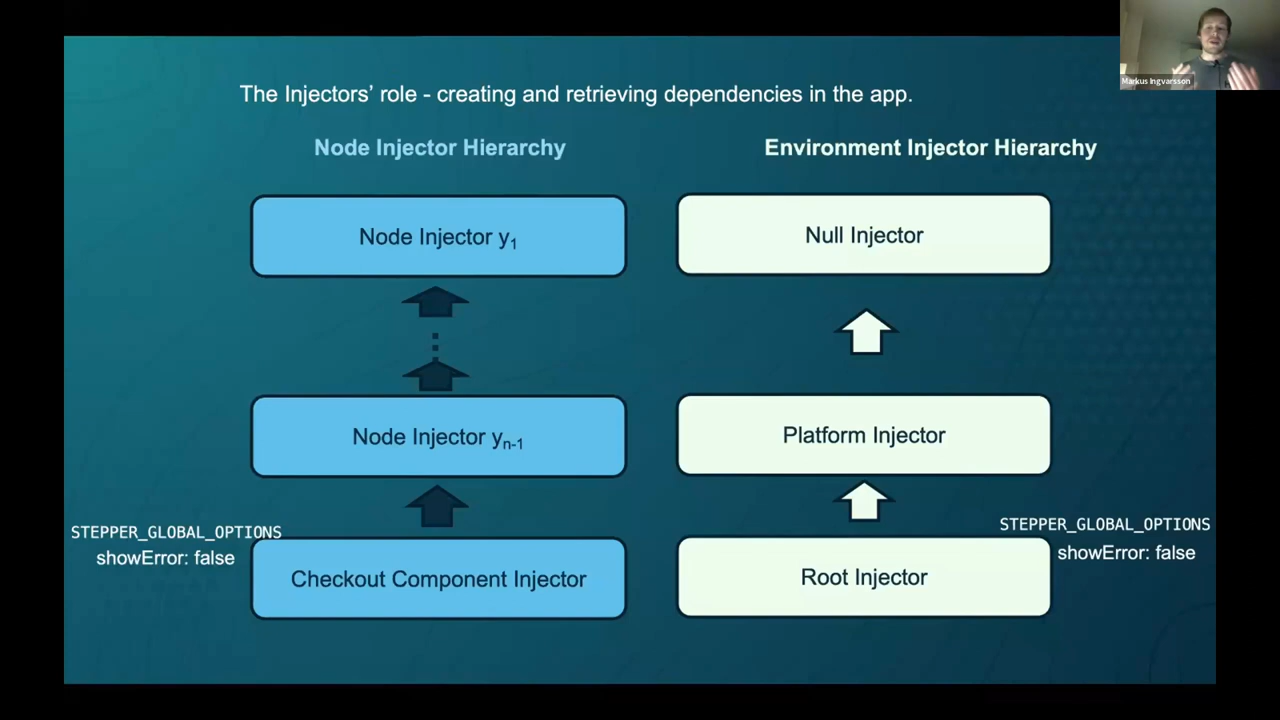 Markus Ingvarsson
The Injectors’ role - creating and retrieving dependencies in the app.
Node Injector Hierarchy
Environment Injector Hierarchy
Node Injector y1
Null Injector
Node Injector yn-1
Platform Injector
STEPPER_GLOBAL_OPTIONS
showError: false
STEPPER_GLOBAL_OPTIONS
showError: false
Checkout Component Injector
Root Injector